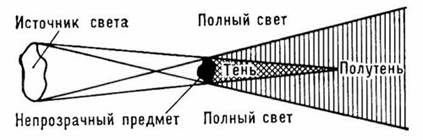 Источник света
Полный свет
Тень
Полутень
Непрозрачный предмет
Полный свет